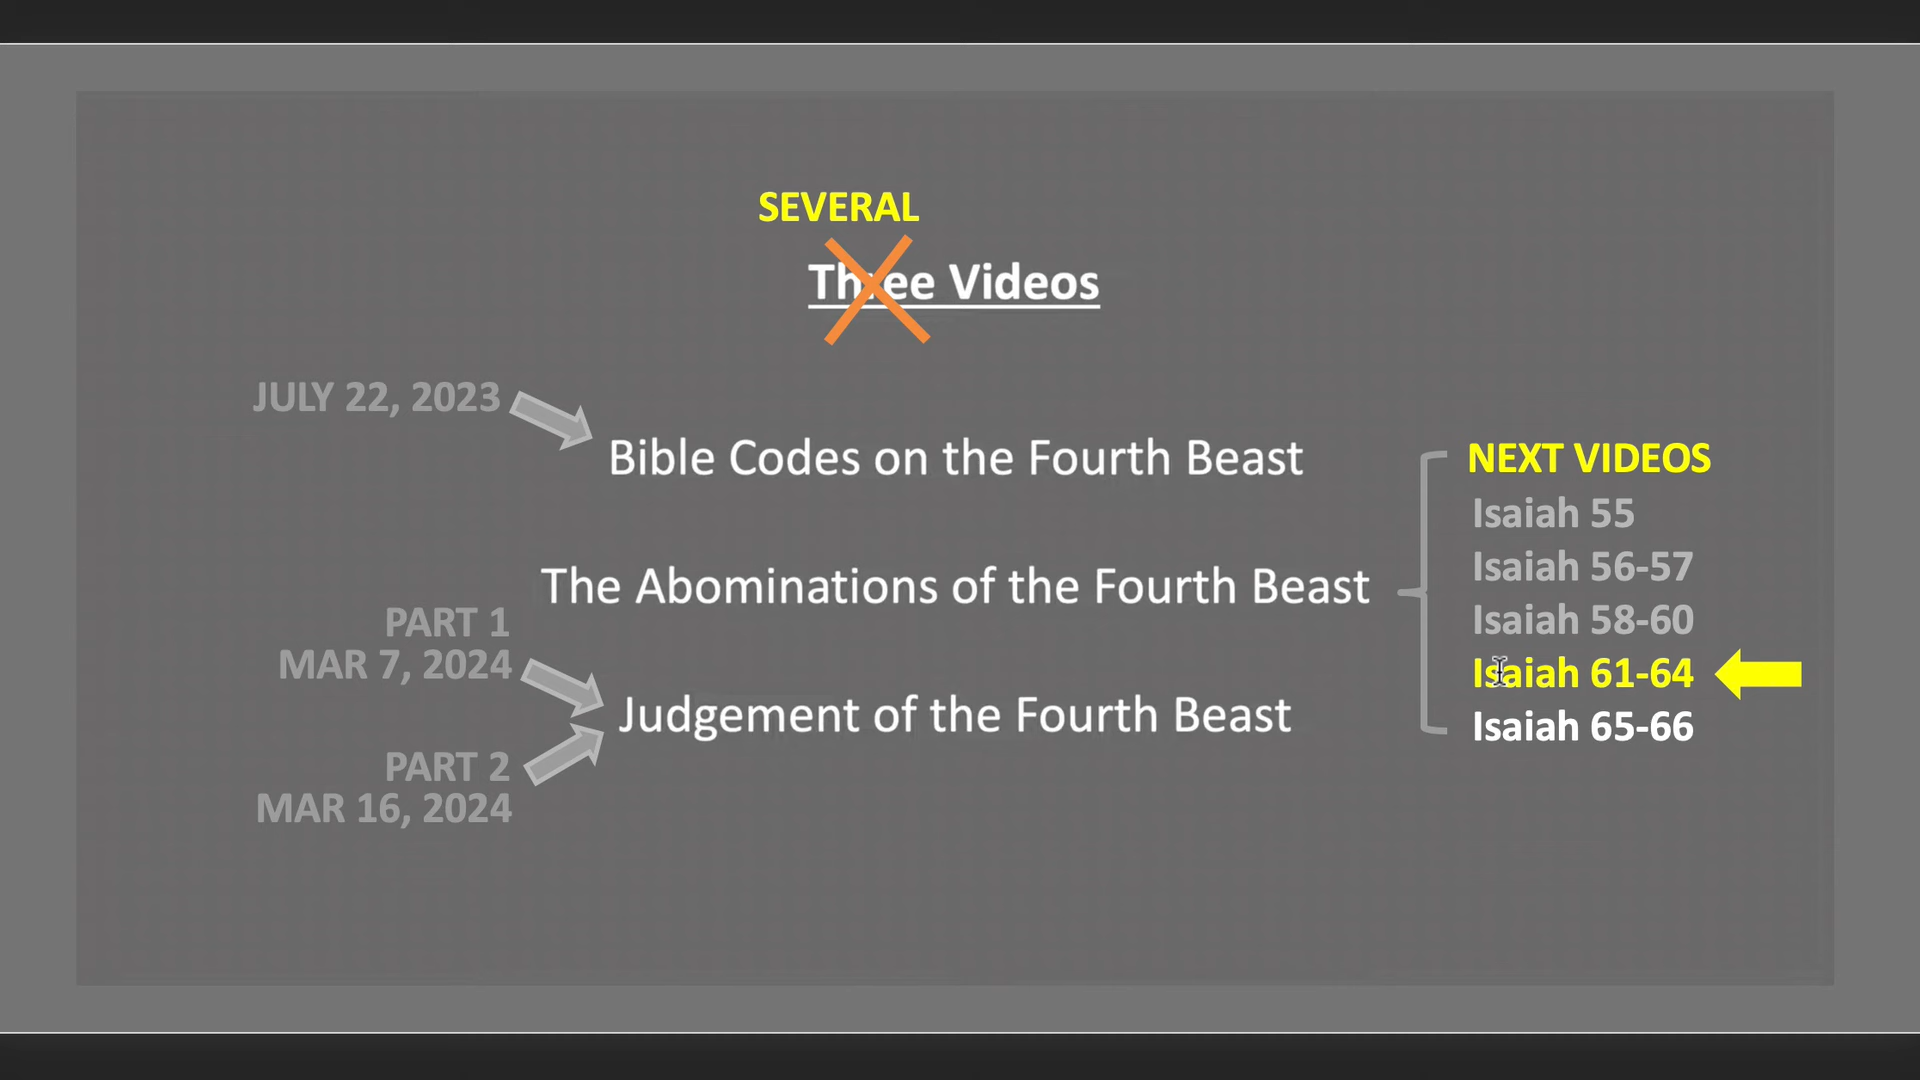 SEVERAL
Three Videos
JULY 22, 2023
Bible Codes on the Fourth Beast
The Abominations of the Fourth Beast
PART 1
MAR 7, 2024
Judgement of the Fourth Beast
PART 2
MAR 16, 2024
NEXT VIDEOS
Isaiah 55
Isaiah 56-57
Isaiah 58-60
Isaiah 61-64
Isaiah 65-66